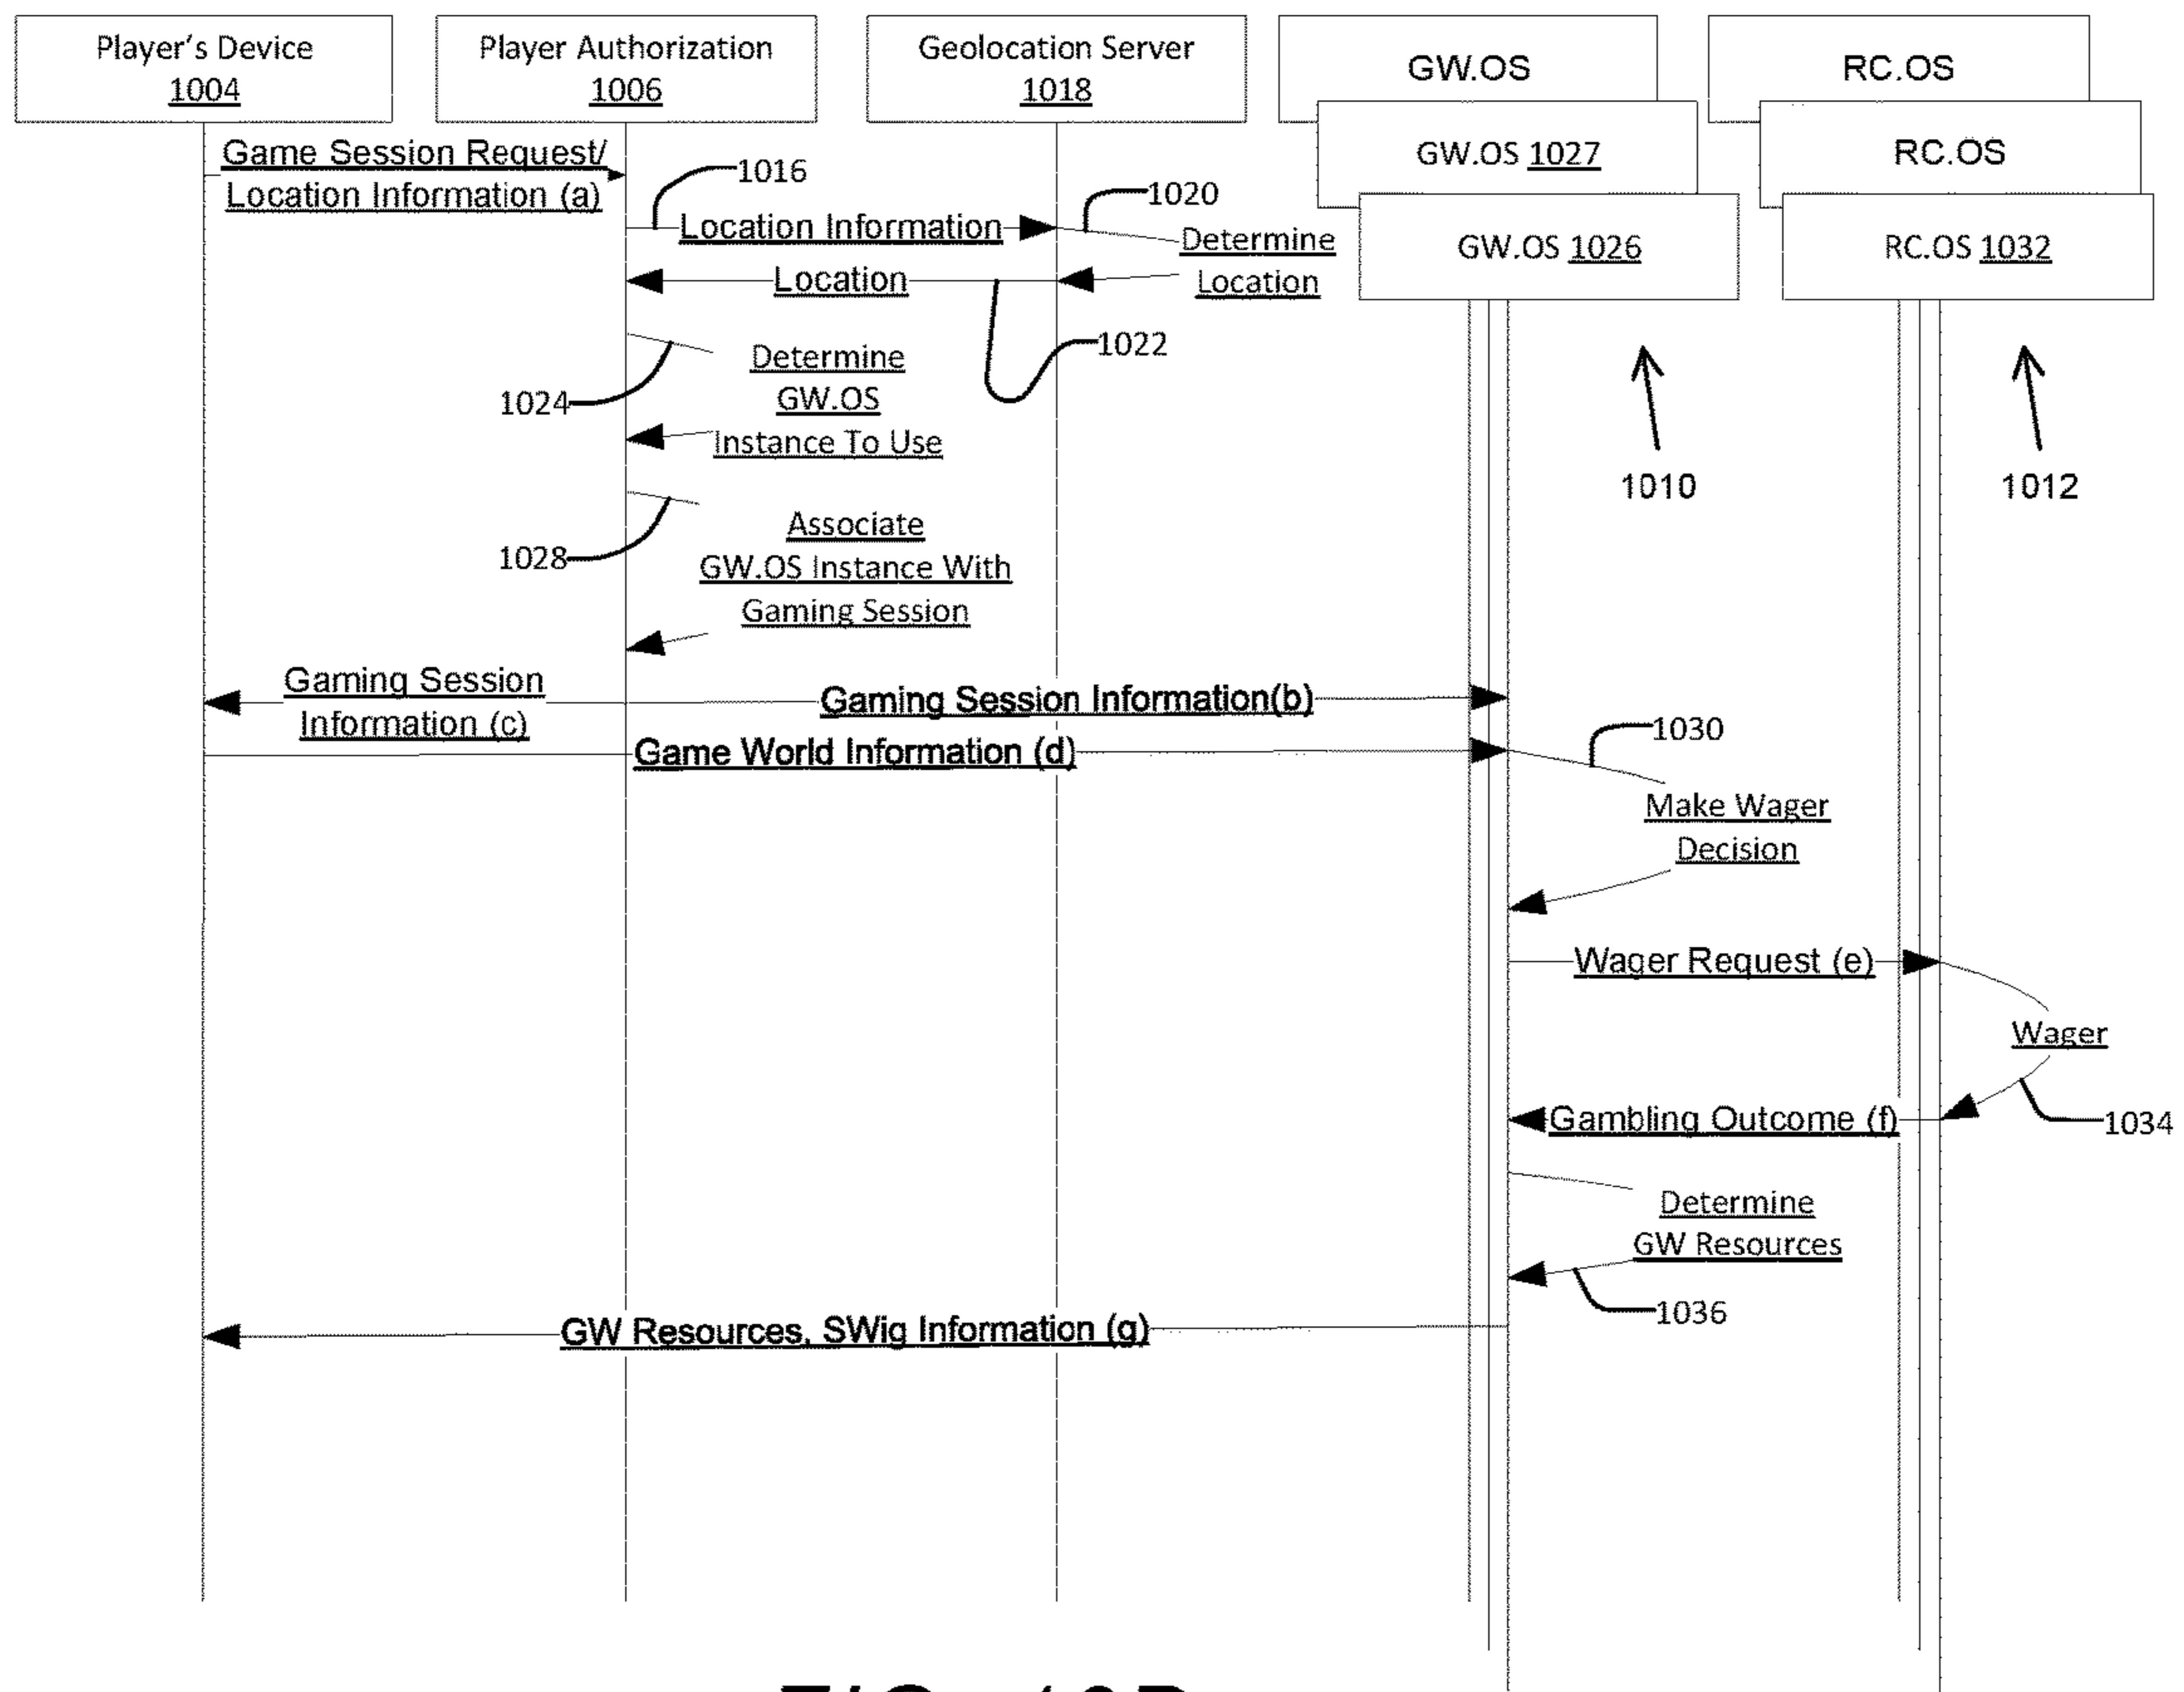 Player's Device
1004
Player Authorization
1006
Geolocation Server
1018
GW.OS
RC.OS
GW.OS 1027
RC.OS
GW.OS 1026
RC.OS 1032
Game Session Request/
Location Information (a)
1016
Location Information
1020
Determine
Location
Location
1022
1024
Determine
GW.OS
Instance To Use
1010
1012
1028
Associate
GW.OS Instance With
Gaming Session
Gaming Session
Information (c)
Gaming Session Information(b)
Game World Information (d)
1030
Make Wager
Decision
Wager Request (e)
Wager
1034
Gambling Outcome (f)
Determine
GW Resources
1036
GW Resources, SWig Information (g)